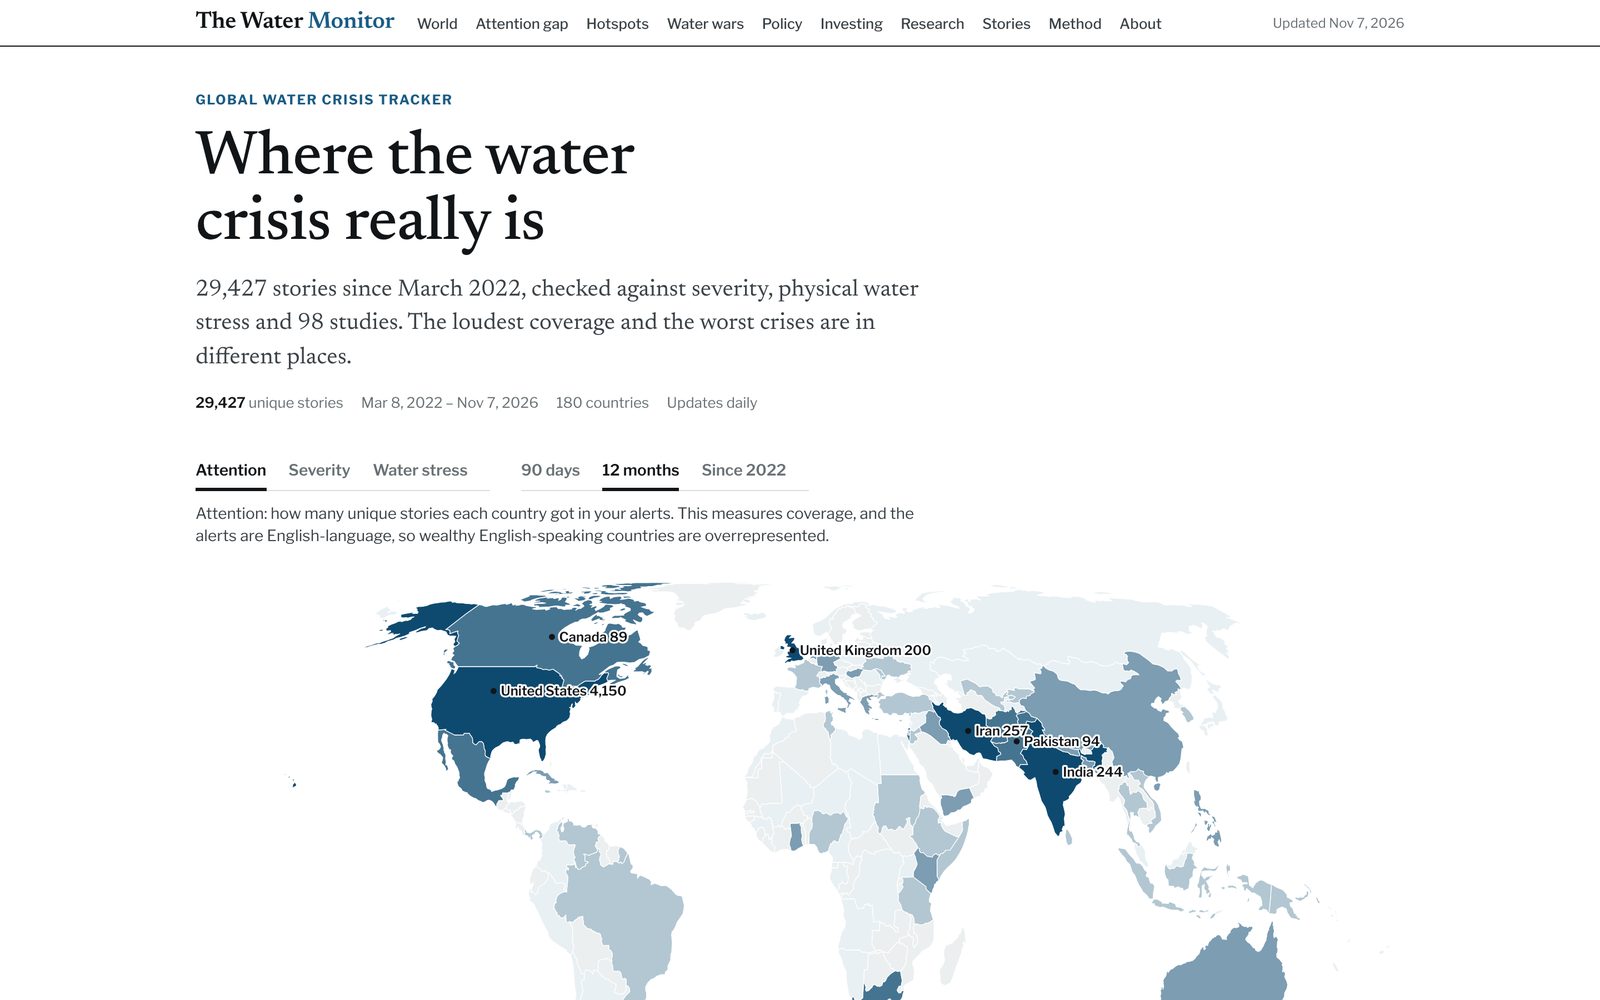 The Water Monitor World Attention gap Hotspots Water wars Policy Investing Research Stories Method About Updated Nov 7, 2026
GLOBAL WATER CRISIS TRACKER
Where the water
crisis really is
29,427 stories since March 2022, checked against severity, physical water
stress and 98 studies. The loudest coverage and the worst crises are in
different places.
29,427 unique stories Mar 8, 2022 – Nov 7, 2026 180 countries Updates daily
Attention Severity Water stress 90 days 12 months Since 2022
Attention: how many unique stories each country got in your alerts. This measures coverage, and the
alerts are English-language, so wealthy English-speaking countries are overrepresented.
Canada 89
United Kingdom 200
United States 4,150
Iran 257
Pakistan 94
India 244